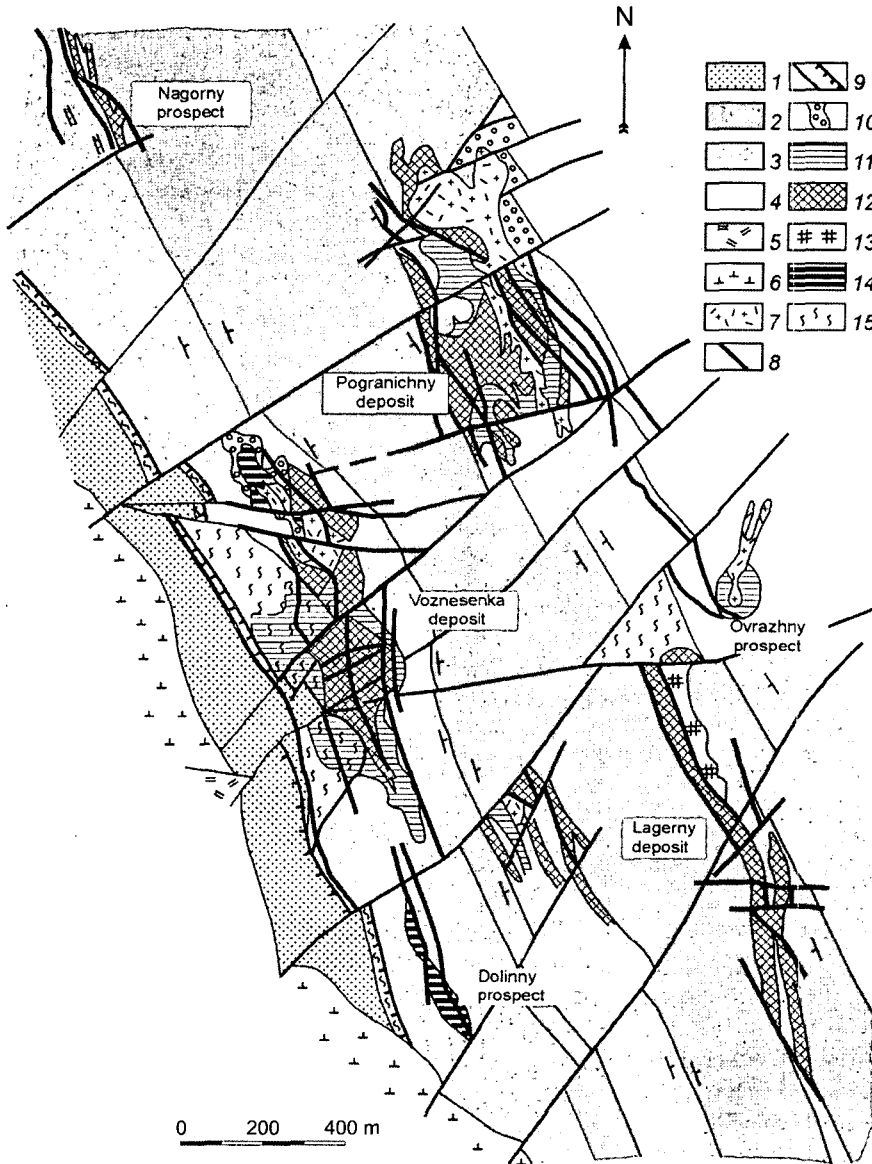 N
Nagorny
prospect
1 9
2 10
3 11
4 12
5 13
6 14
7 15
8
Pogranichny
deposit
Voznesenka
deposit
Ovrazhny
prospect
Lagerny
deposit
Dolinny
prospect
0 200 400 m